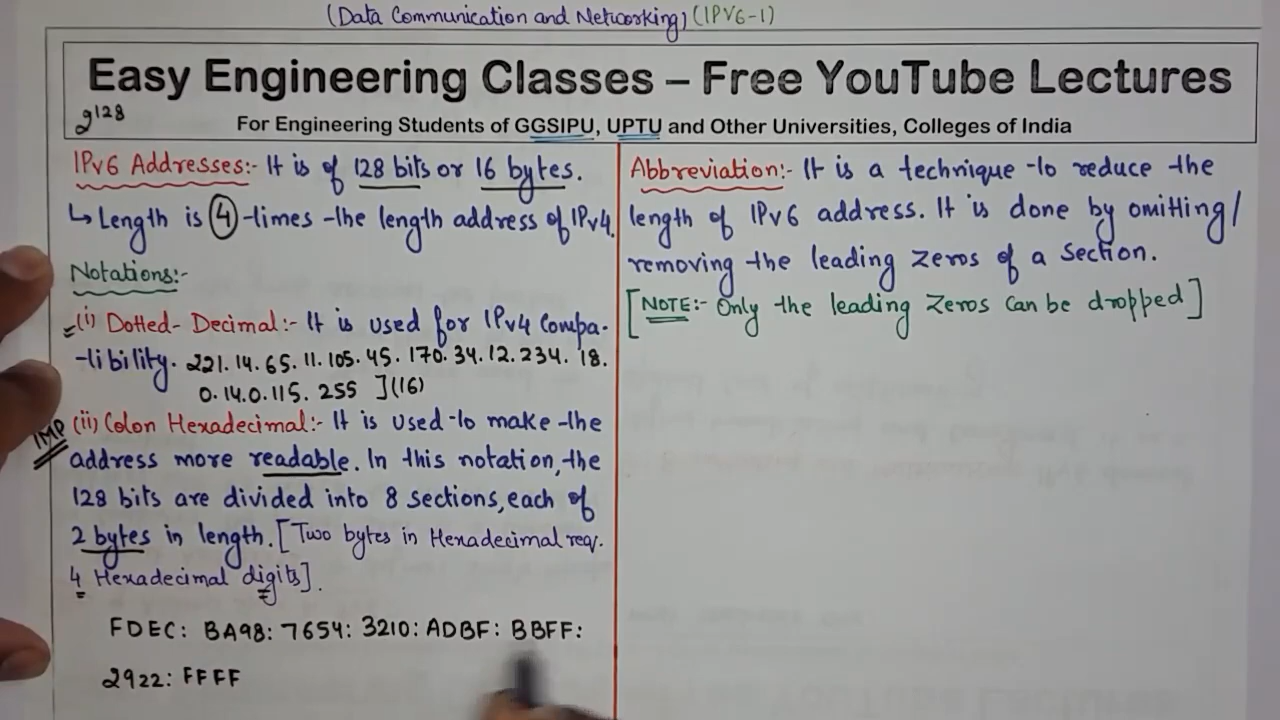 (Data Communication and Networking) (IPV6-1)
Easy Engineering Classes – Free YouTube Lectures
2^128
For Engineering Students of GGSIPU, UPTU and Other Universities, Colleges of India
IPv6 Addresses:- It is of 128 bits or 16 bytes.
↳ Length is 4 -times -the length address of IPv4.
Notations:-
(i) Dotted-Decimal:- It is used for IPv4 Compa-
-tibility. 221.14.65.11.105.45.170.34.12.234.18.
0.14.0.115.255 ](16)
IMP (ii) Colon Hexadecimal:- It is used -to make -the
address more readable. In this notation, the
128 bits are divided into 8 sections, each of
2 bytes in length. [Two bytes in Hexadecimal req.
4 Hexadecimal digits].
FDEC: BA98: 7654: 3210: ADBF: BBFF:
2922: FFFF
Abbreviation:- It is a technique -to reduce the
length of IPv6 address. It is done by omitting/
removing the leading zeros of a Section.
[NOTE:- Only the leading zeros can be dropped]